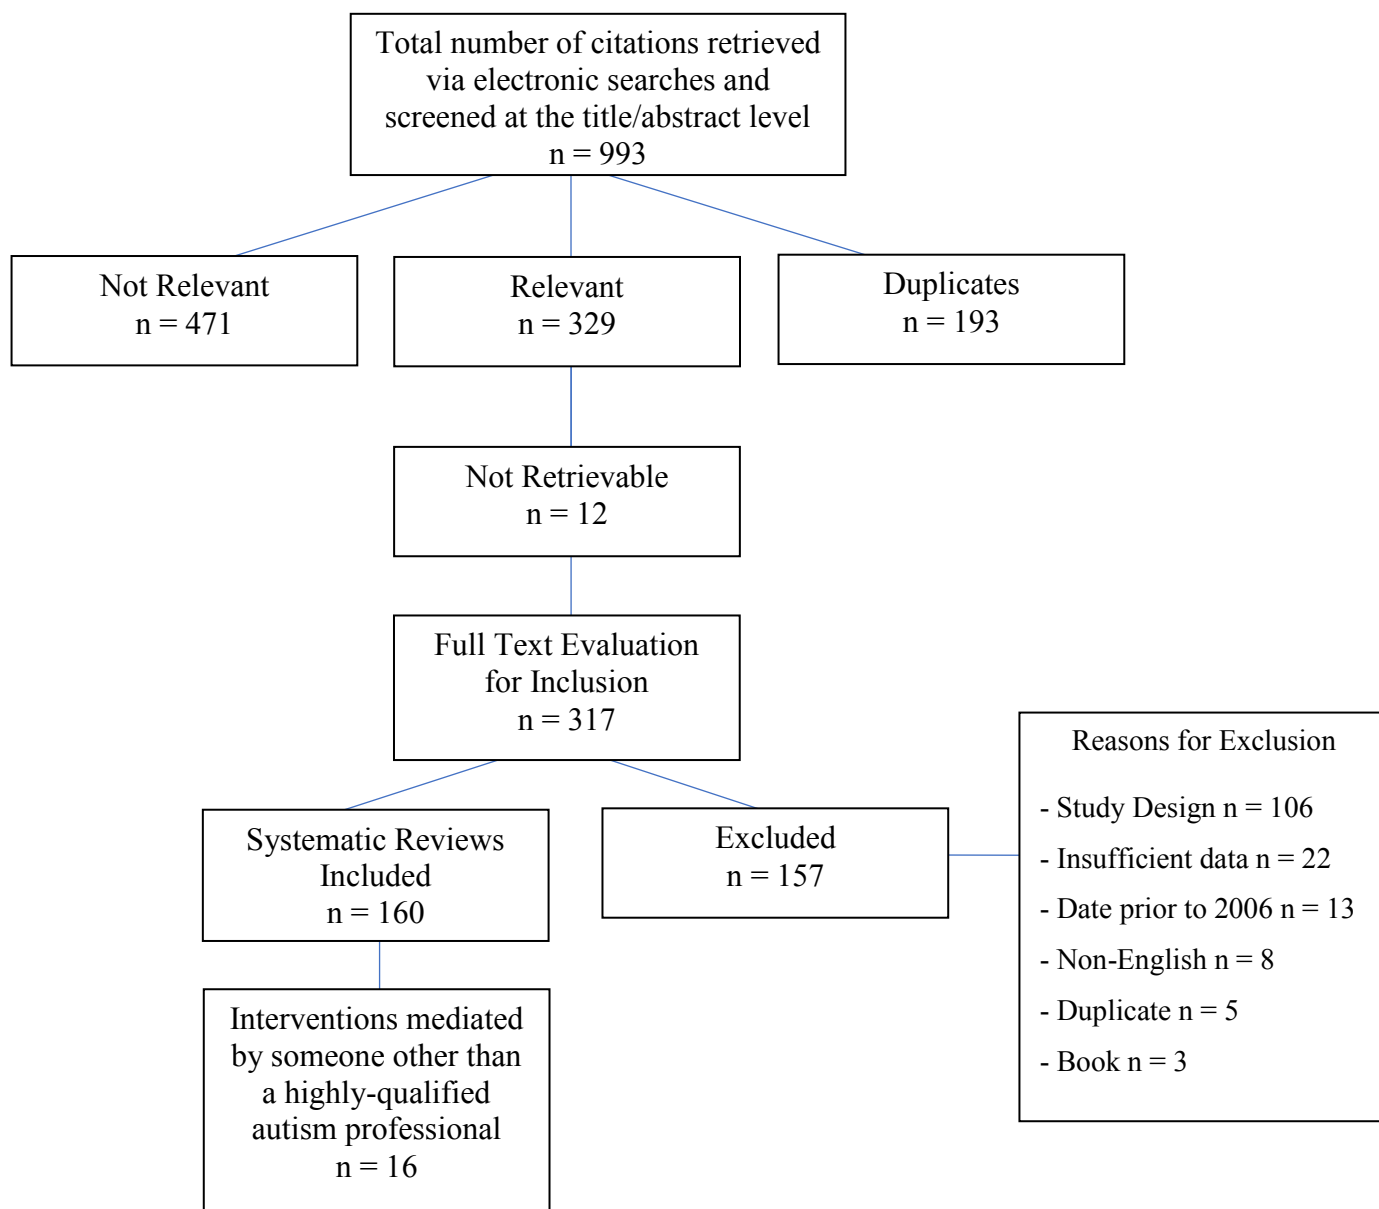 Total number of citations retrieved
via electronic searches and
screened at the title/abstract level
n = 993
Not Relevant
n = 471
Relevant
n = 329
Duplicates
n = 193
Not Retrievable
n = 12
Full Text Evaluation
for Inclusion
n = 317
Systematic Reviews
Included
n = 160
Excluded
n = 157
Reasons for Exclusion
- Study Design n = 106
- Insufficient data n = 22
- Date prior to 2006 n = 13
- Non-English n = 8
- Duplicate n = 5
- Book n = 3
Interventions mediated
by someone other than
a highly-qualified
autism professional
n = 16